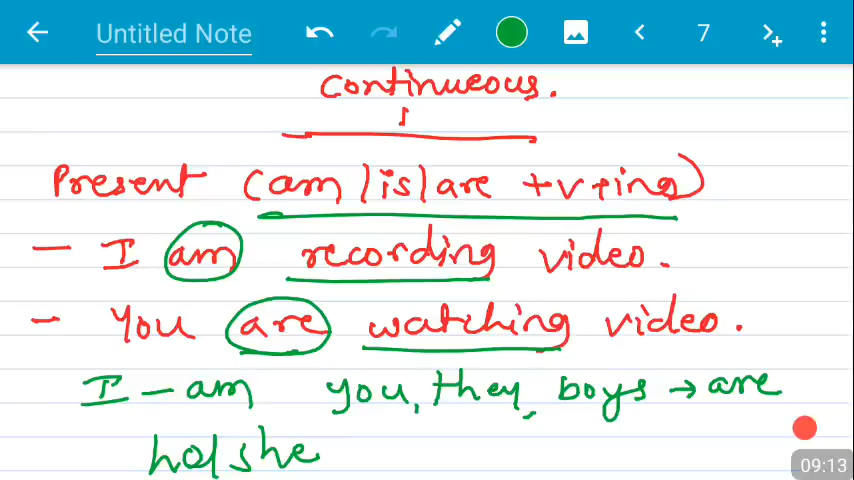 Untitled Note
7
continueous.
Present (am/is/are +v+ing)
- I am recording video.
- You are watching video.
I - am you, they, boys → are
he/she
09:13